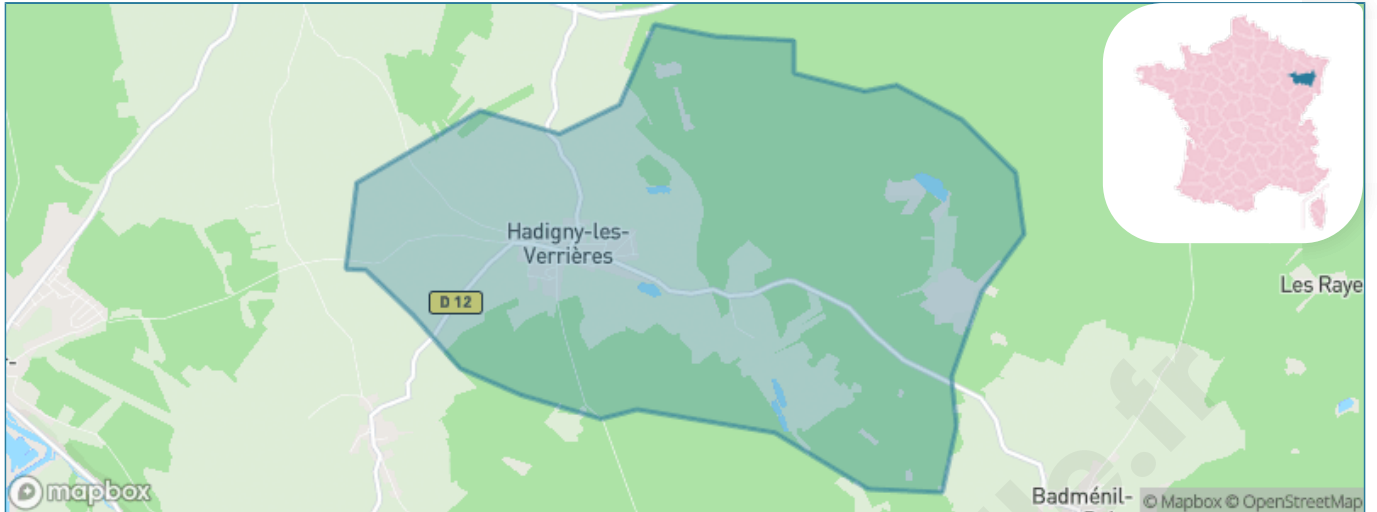 Hadigny-les-
Verrières
D 12
Les Raye
Badménil-
mapbox
© Mapbox © OpenStreetMap